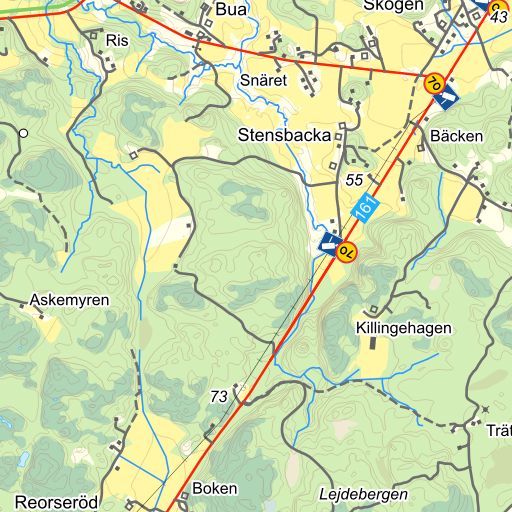 Bua
Skogen
43
Ris
Snäret
70
Stensbacka
Bäcken
55
161
70
Askemyren
Killingehagen
73
Trät
Boken
Reorseröd
Lejdebergen